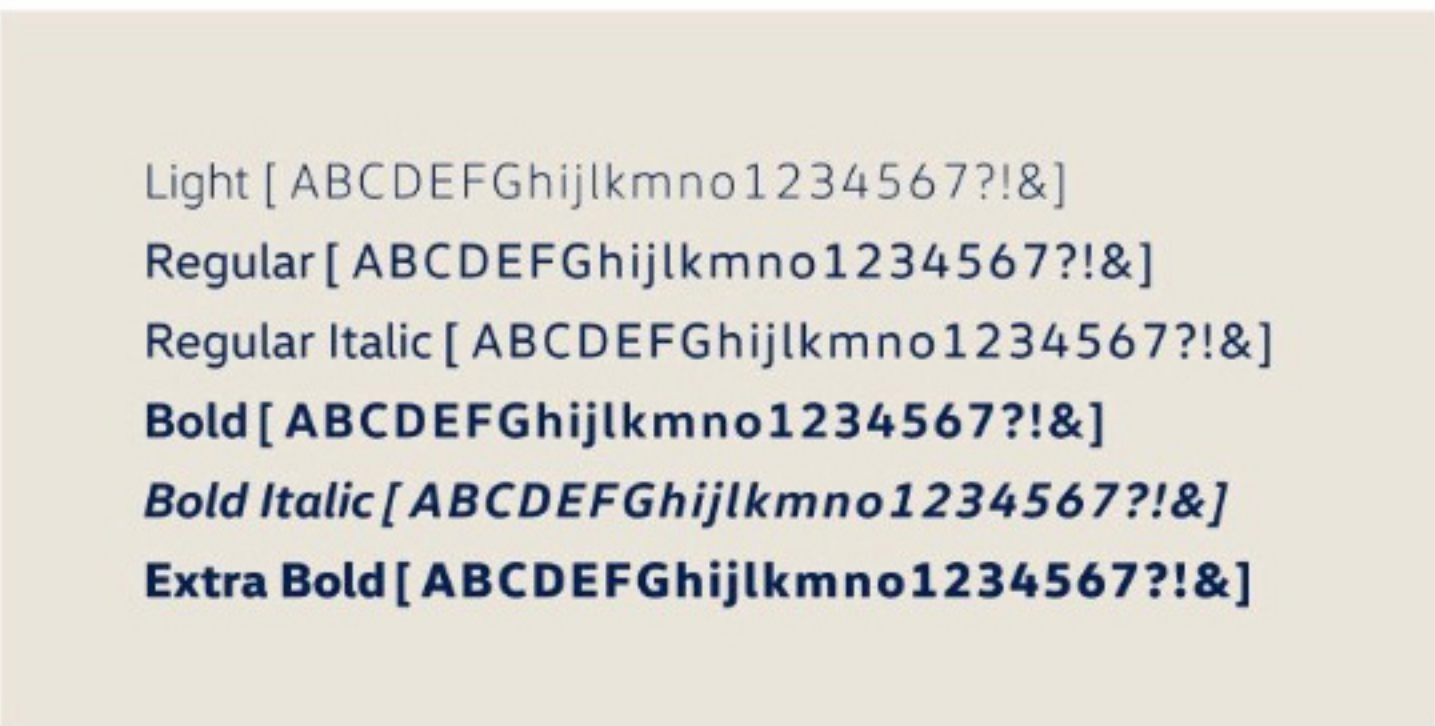 Light [ ABCDEFGhijlkmno1234567?!&]
Regular [ ABCDEFGhijlkmno1234567?!&]
Regular Italic [ ABCDEFGhijlkmno1234567?!&]
Bold [ ABCDEFGhijlkmno1234567?!&]
Bold Italic [ ABCDEFGhijlkmno1234567?!&]
Extra Bold [ ABCDEFGhijlkmno1234567?!&]